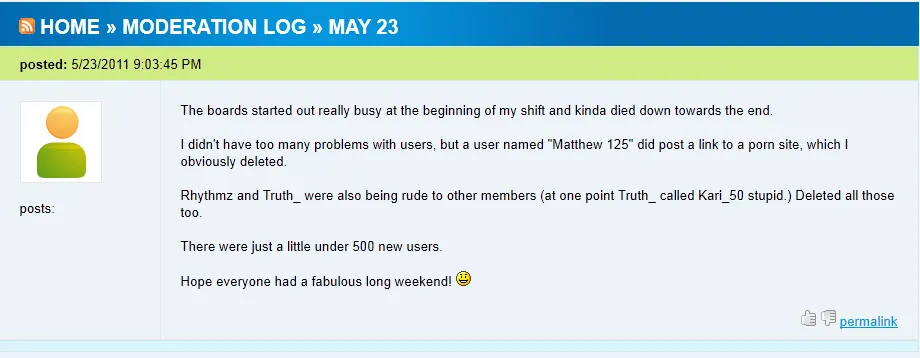 HOME » MODERATION LOG » MAY 23
posted: 5/23/2011 9:03:45 PM
The boards started out really busy at the beginning of my shift and kinda died down towards the end.
I didn't have too many problems with users, but a user named "Matthew 125" did post a link to a porn site, which I
obviously deleted.
Rhythmz and Truth_ were also being rude to other members (at one point Truth_ called Kari_50 stupid.) Deleted all those
too.
posts:
There were just a little under 500 new users.
Hope everyone had a fabulous long weekend!
permalink